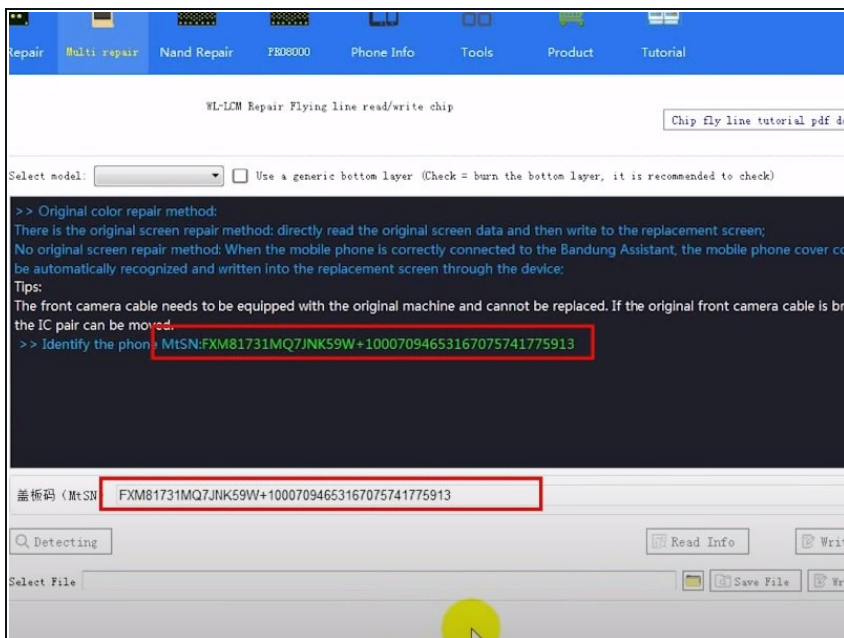 Repair Multi repair Nand Repair PRO8000 Phone Info Tools Product Tutorial
WL-LCM Repair Flying line read/write chip
Chip fly line tutorial pdf
Select model: Use a generic bottom layer (Check = burn the bottom layer, it is recommended to check)
>> Original color repair method:
There is the original screen repair method: directly read the original screen data and then write to the replacement screen;
No original screen repair method: When the mobile phone is correctly connected to the Bandung Assistant, the mobile phone cover
be automatically recognized and written into the replacement screen through the device;
Tips:
The front camera cable needs to be equipped with the original machine and cannot be replaced. If the original front camera cable is
the IC pair can be moved.
>> Identify the phone MtSN:FXM81731MQ7JNK59W+10007094653167075741775913
盖板码 (MtSN FXM81731MQ7JNK59W+10007094653167075741775913
Detecting Read Info
Select File Save File